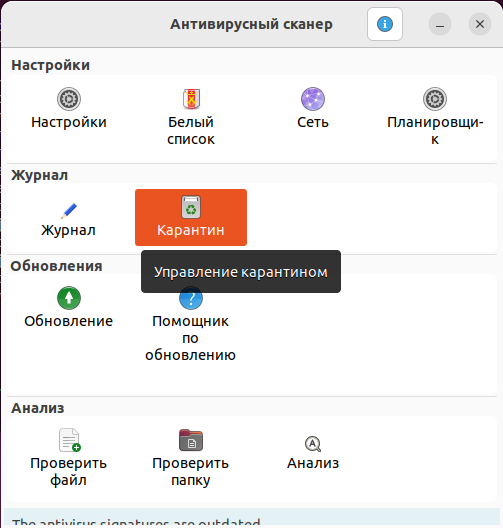 Антивирусный сканер
Настройки
Настройки
Белый
список
Сеть
Планировщи-
к
Журнал
Журнал
Карантин
Управление карантином
Обновления
Обновление
Помощник
по
обновлению
Анализ
Проверить
файл
Проверить
папку
Анализ
The antivirus signatures are outdated